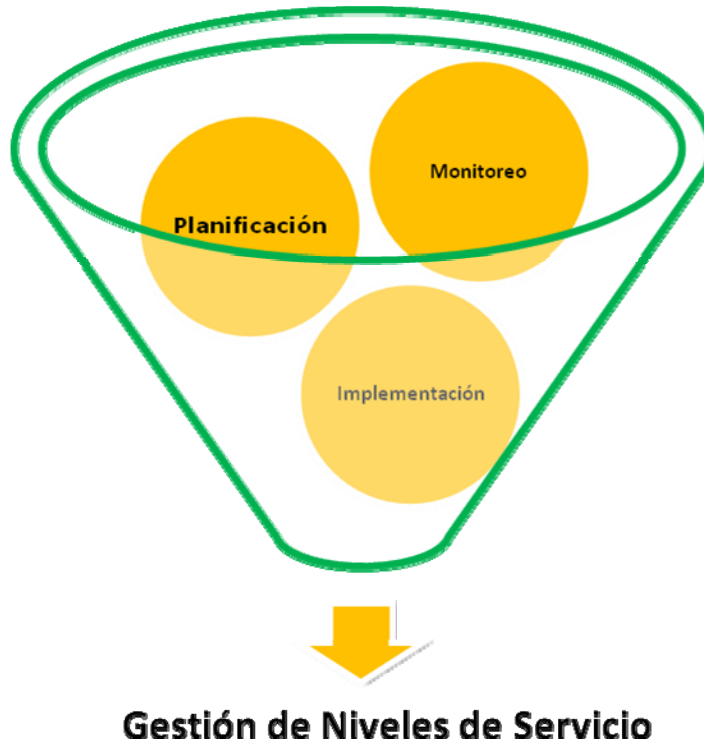 Monitoreo
Planificación
Implementación
Gestión de Niveles de Servicio